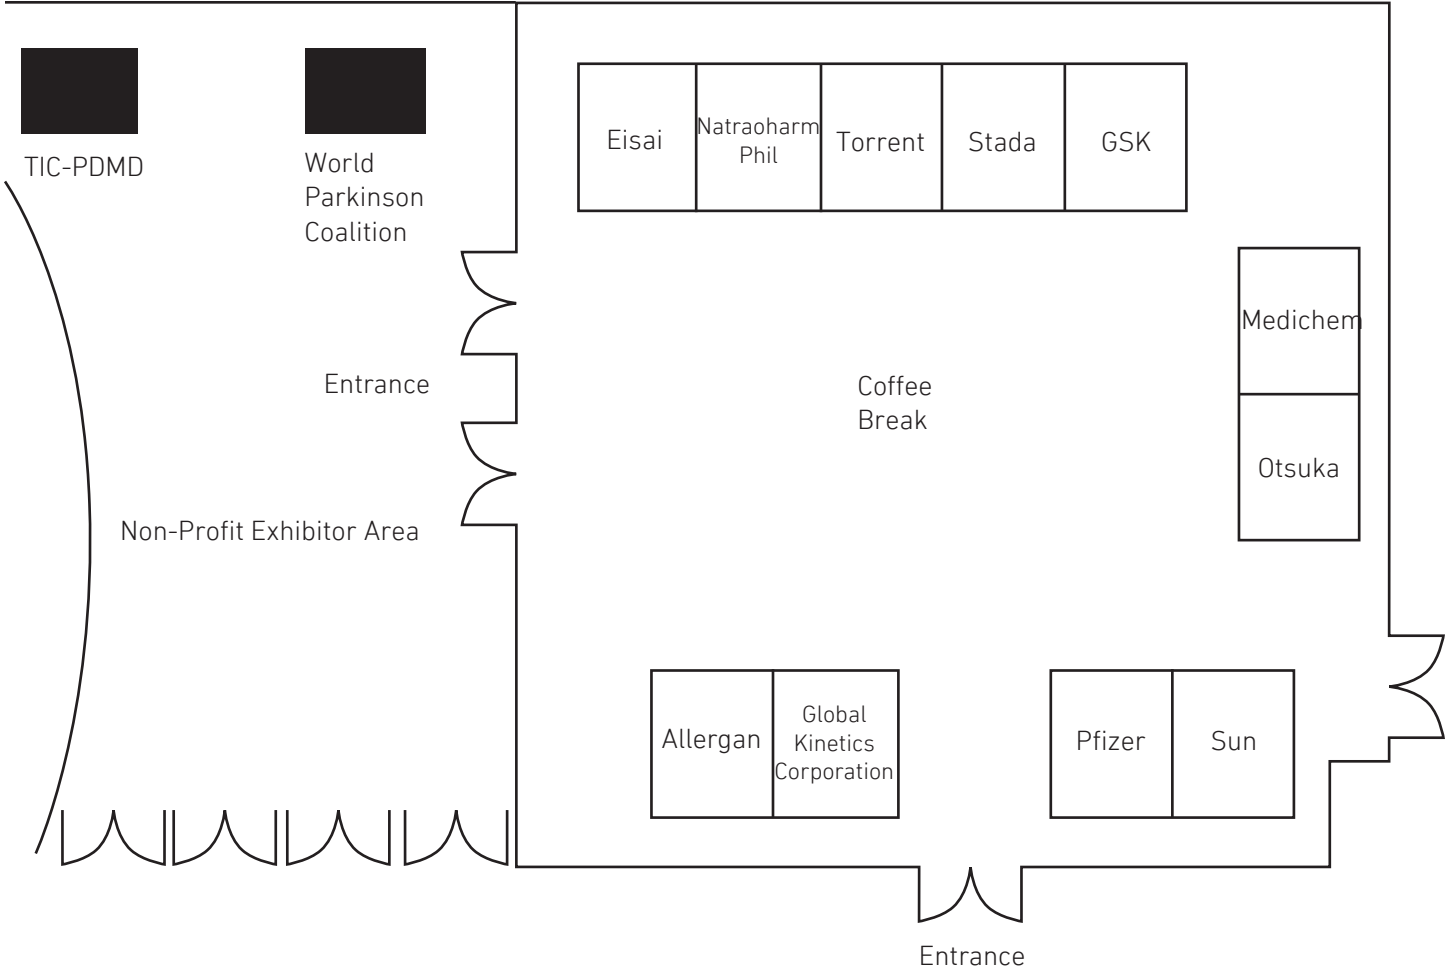 TIC-PDMD
World
Parkinson
Coalition
Entrance
Non-Profit Exhibitor Area
Eisai
Natraoharm
Phil
Torrent
Stada
GSK
Medichem
Otsuka
Coffee
Break
Allergan
Global
Kinetics
Corporation
Pfizer
Sun
Entrance